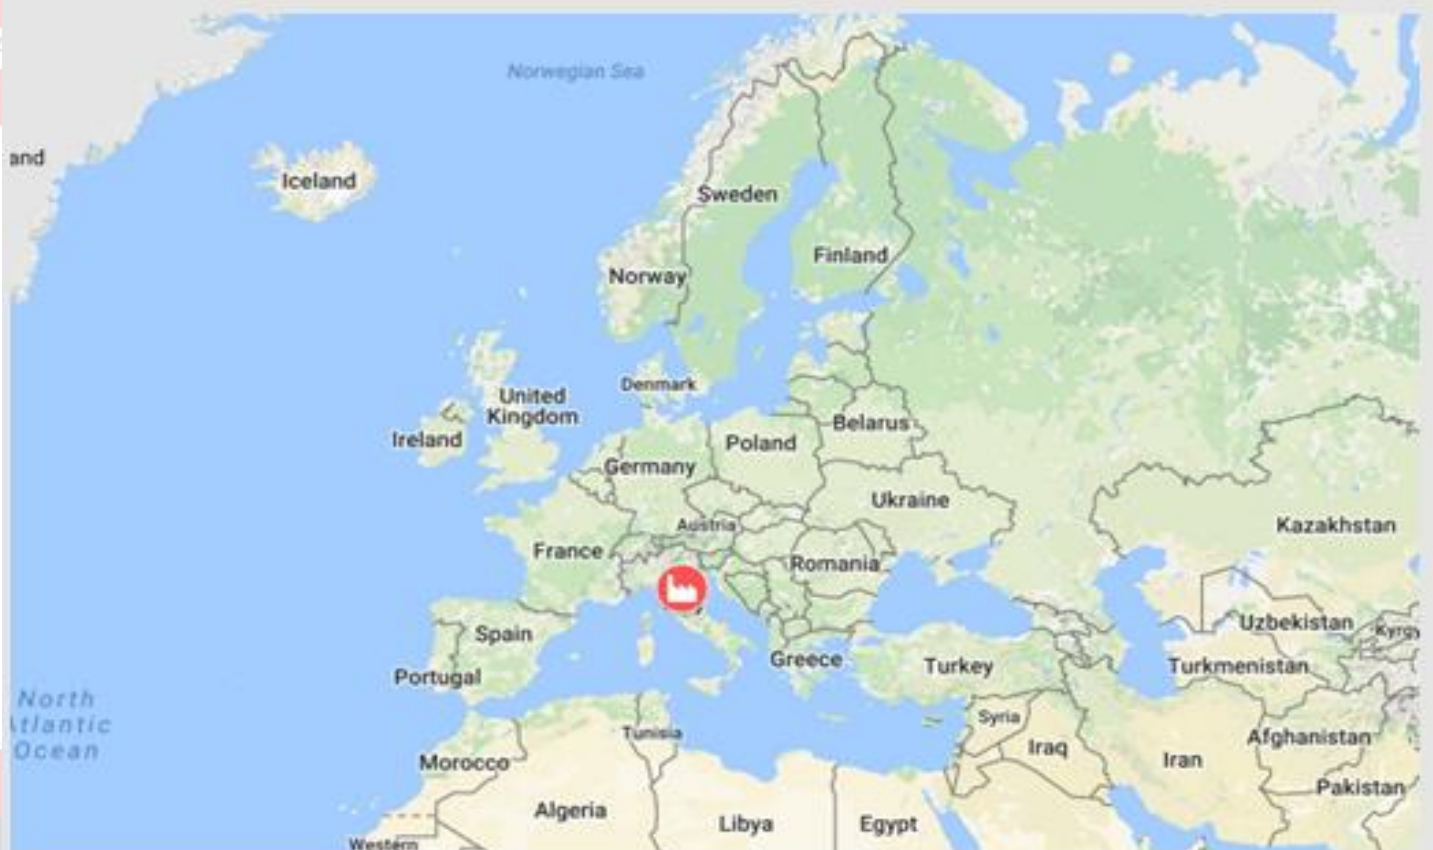 Norwegian Sea
and
Iceland
Sweden
Finland
Norway
Denmark
United
Kingdom
Ireland
Belarus
Poland
Germany
Ukraine
Austria
Kazakhstan
France
Romania
Uzbekistan
Kyrgy
Spain
Greece
Turkey
Turkmenistan
Portugal
North
Atlantic
Ocean
Syria
Tunisia
Iraq
Afghanistan
Morocco
Iran
Pakistan
Algeria
Libya
Egypt
Western